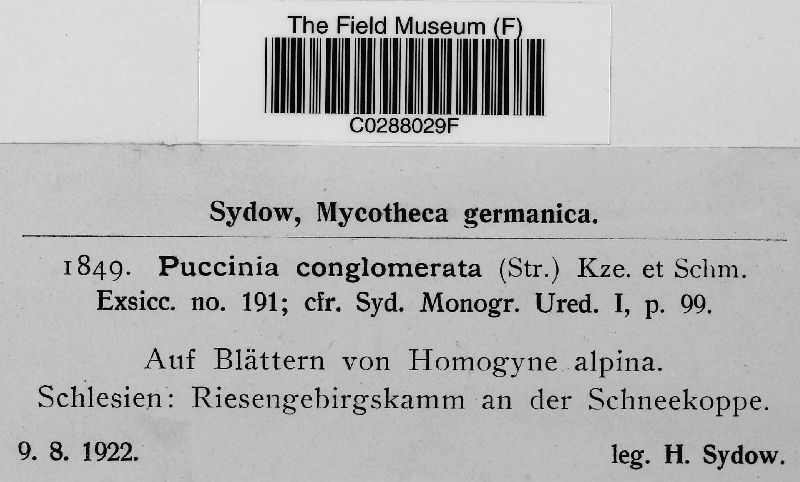 The Field Museum (F)
C0288029F
Sydow, Mycotheca germanica.
1849. Puccinia conglomerata (Str.) Kze. et Schm.
Exsicc. no. 191; cfr. Syd. Monogr. Ured. I, p. 99.
Auf Blättern von Homogyne alpina.
Schlesien: Riesengebirgskamm an der Schneekoppe.
9. 8. 1922. leg. H. Sydow.